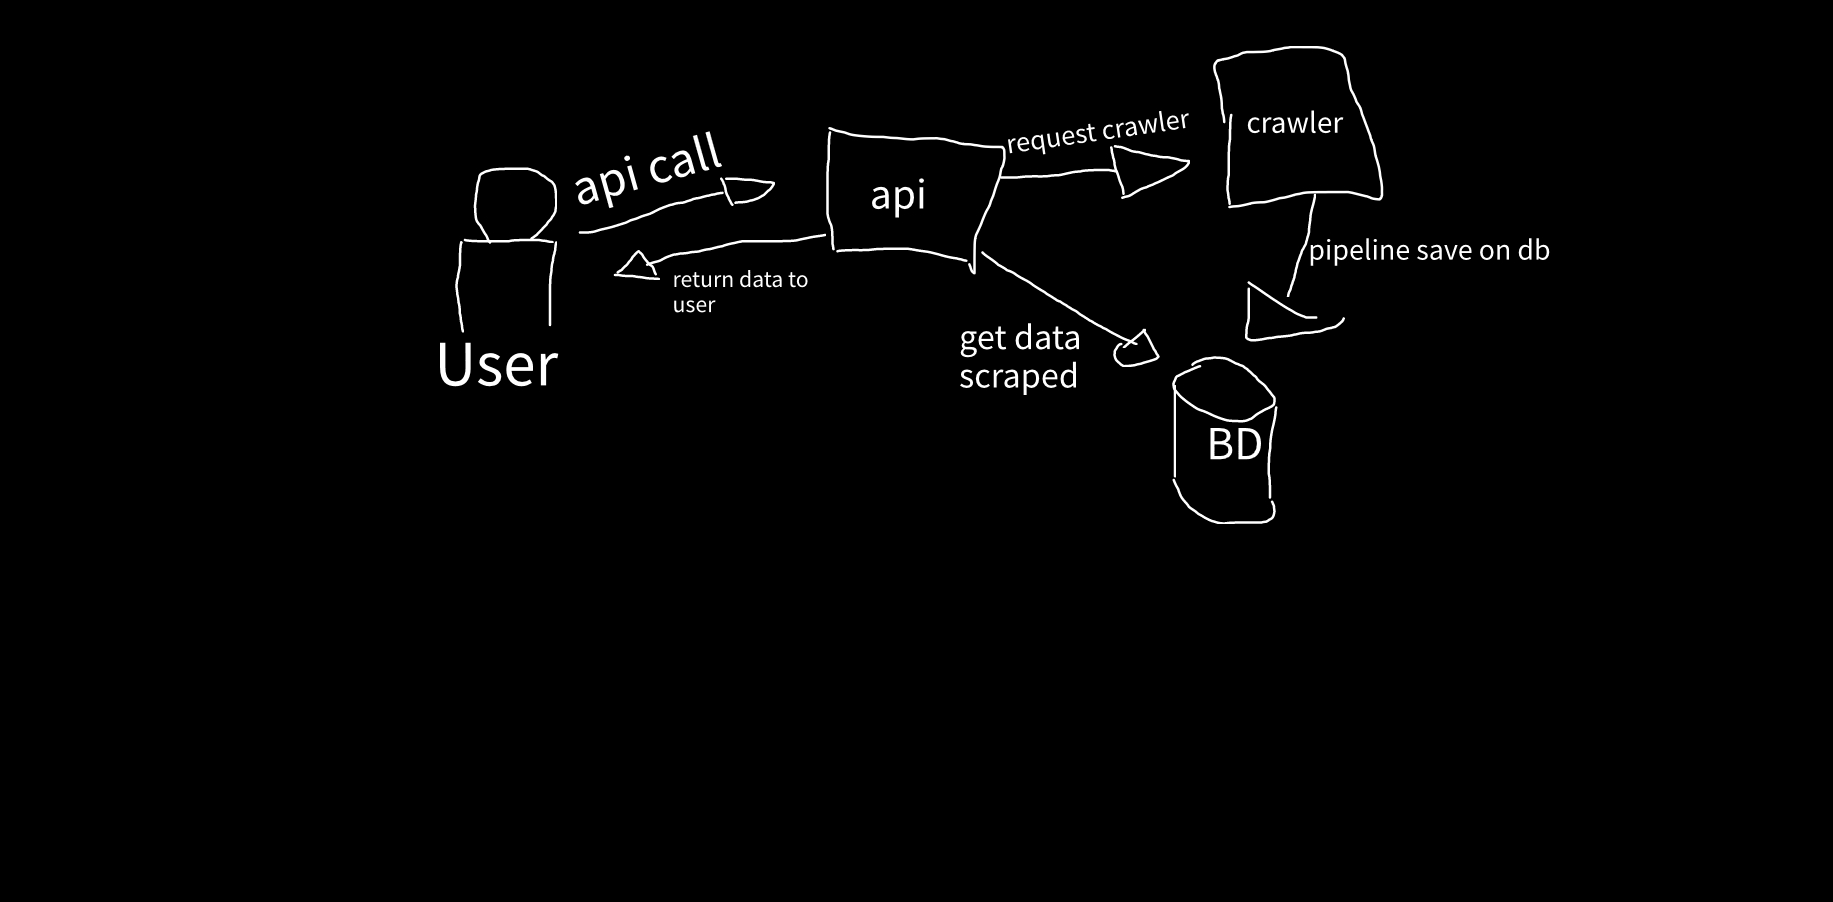 api call
User
return data to
user
api
request crawler
crawler
pipeline save on db
get data
scraped
BD